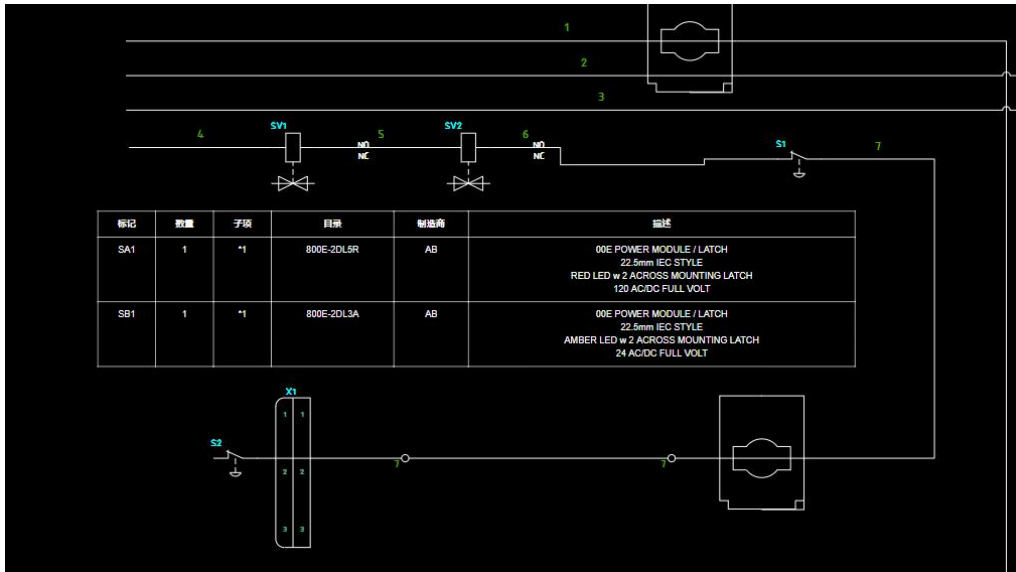 1
2
3
4
SV1
NO
NC
5
SV2
6
NO
NC
S1
7
标记 数量 子项 目录 制造商 描述
SA1 1 *1 800E-2DL5R AB 00E POWER MODULE / LATCH
22.5mm IEC STYLE
RED LED w 2 ACROSS MOUNTING LATCH
120 AC/DC FULL VOLT
SB1 1 *1 800E-2DL3A AB 00E POWER MODULE / LATCH
22.5mm IEC STYLE
AMBER LED w 2 ACROSS MOUNTING LATCH
24 AC/DC FULL VOLT
X1
1 1
S2
7
7
2 2
3 3